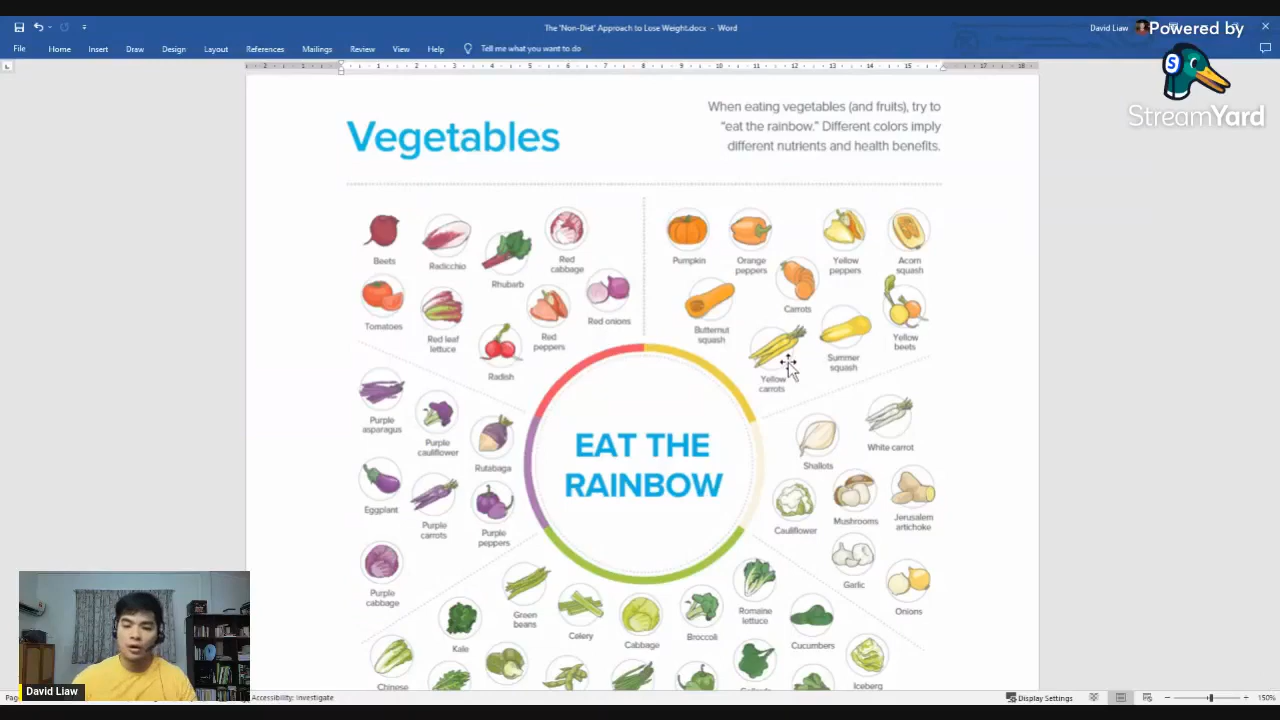 The 'Non-Diet' Approach to Lose Weight.docx - Word
David Liaw
Powered by
StreamYard
File Home Insert Draw Design Layout References Mailings Review View Help Tell me what you want to do
Vegetables
When eating vegetables (and fruits), try to
“eat the rainbow.” Different colors imply
different nutrients and health benefits.
Beets
Radicchio
Rhubarb
Red
cabbage
Tomatoes
Red leaf
lettuce
Radish
Red
peppers
Red onions
Pumpkin
Orange
peppers
Carrots
Yellow
peppers
Acorn
squash
Butternut
squash
Yellow
carrots
Summer
squash
Yellow
beets
EAT THE
RAINBOW
Purple
asparagus
Purple
cauliflower
Rutabaga
Eggplant
Purple
carrots
Purple
peppers
Purple
cabbage
White carrot
Shallots
Cauliflower
Mushrooms
Jerusalem
artichoke
Garlic
Onions
Green
beans
Celery
Cabbage
Broccoli
Romaine
lettuce
Cucumbers
Kale
Chinese
Iceberg
David Liaw
Accessibility: Investigate
Display Settings
150%